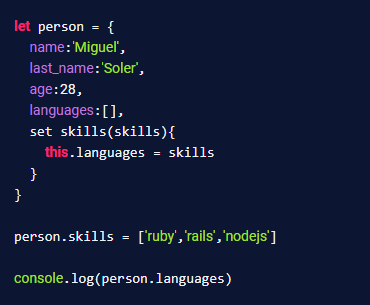 let person = {
  name:'Miguel',
  last_name:'Soler',
  age:28,
  languages:[],
  set skills(skills){
    this.languages = skills
  }
}
person.skills = ['ruby','rails','nodejs']
console.log(person.languages)